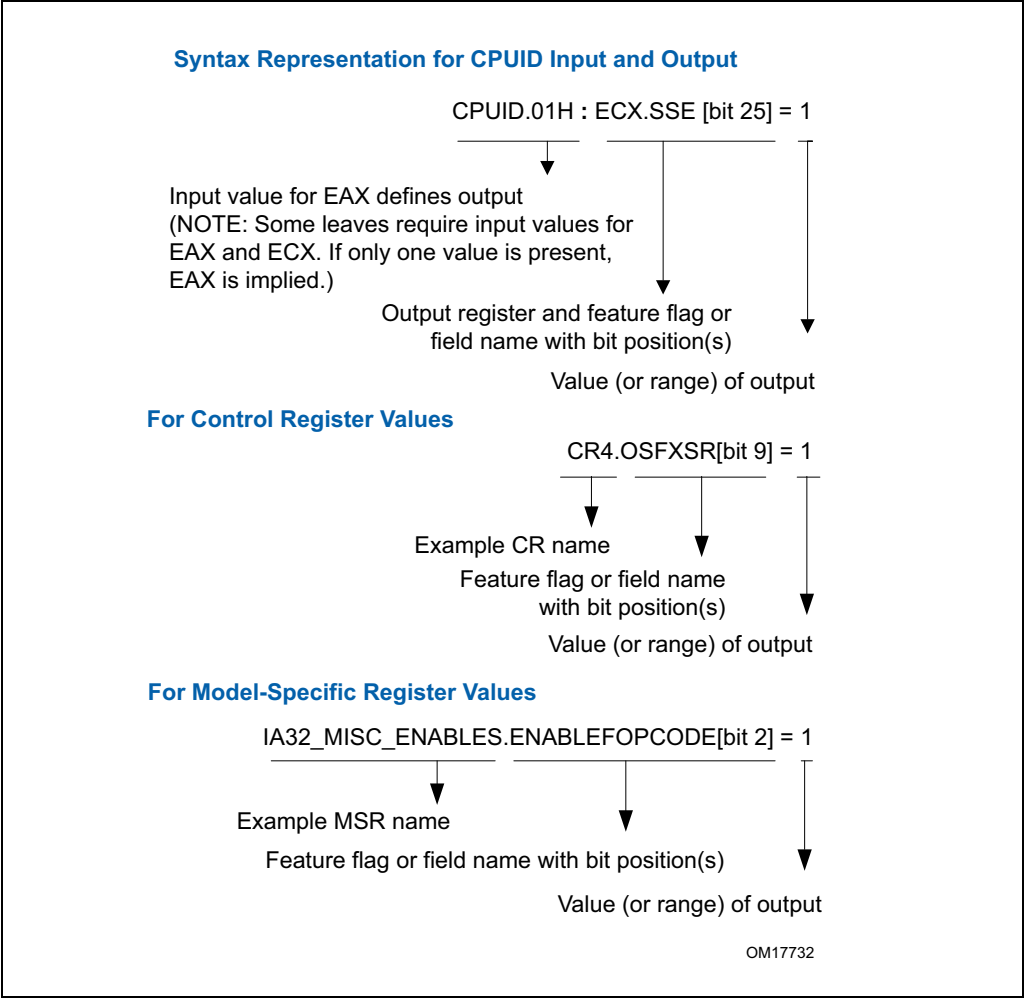 Syntax Representation for CPUID Input and Output
CPUID.01H : ECX.SSE [bit 25] = 1
Input value for EAX defines output
(NOTE: Some leaves require input values for
EAX and ECX. If only one value is present,
EAX is implied.)
Output register and feature flag or
field name with bit position(s)
Value (or range) of output
For Control Register Values
CR4.OSFXSR[bit 9] = 1
Example CR name
Feature flag or field name
with bit position(s)
Value (or range) of output
For Model-Specific Register Values
IA32_MISC_ENABLES.ENABLEFOPCODE[bit 2] = 1
Example MSR name
Feature flag or field name with bit position(s)
Value (or range) of output
OM17732